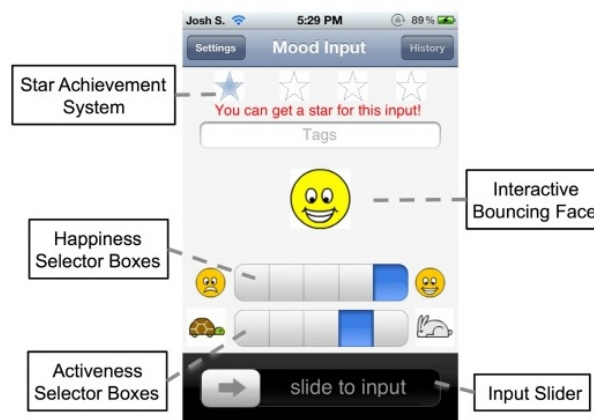 Josh S. 5:29 PM 89%
Settings Mood Input History
Star Achievement
System
You can get a star for this input!
Tags
Interactive
Bouncing Face
Happiness
Selector Boxes
Activeness
Selector Boxes
slide to input
Input Slider